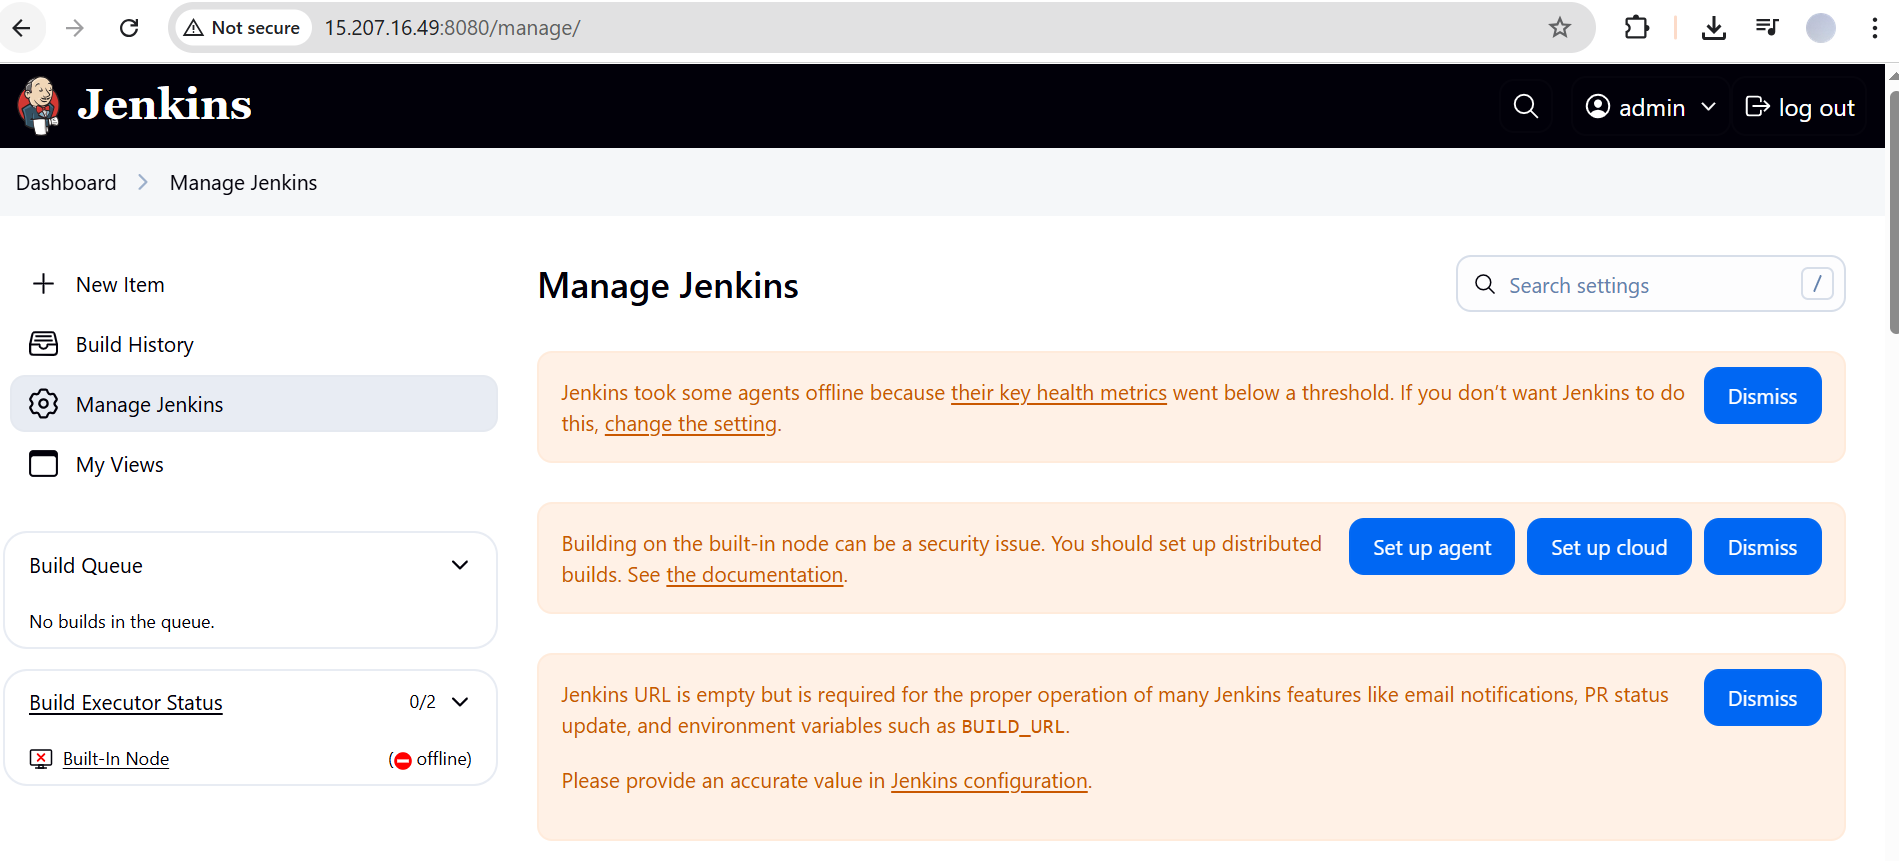 Not secure 15.207.16.49:8080/manage/
Jenkins
admin
log out
Dashboard Manage Jenkins
New Item
Build History
Manage Jenkins
My Views
Build Queue
No builds in the queue.
Build Executor Status 0/2
Built-In Node (offline)
Manage Jenkins
Search settings /
Jenkins took some agents offline because their key health metrics went below a threshold. If you don’t want Jenkins to do
this, change the setting.
Dismiss
Building on the built-in node can be a security issue. You should set up distributed
builds. See the documentation.
Set up agent
Set up cloud
Dismiss
Jenkins URL is empty but is required for the proper operation of many Jenkins features like email notifications, PR status
update, and environment variables such as BUILD_URL.
Please provide an accurate value in Jenkins configuration.
Dismiss